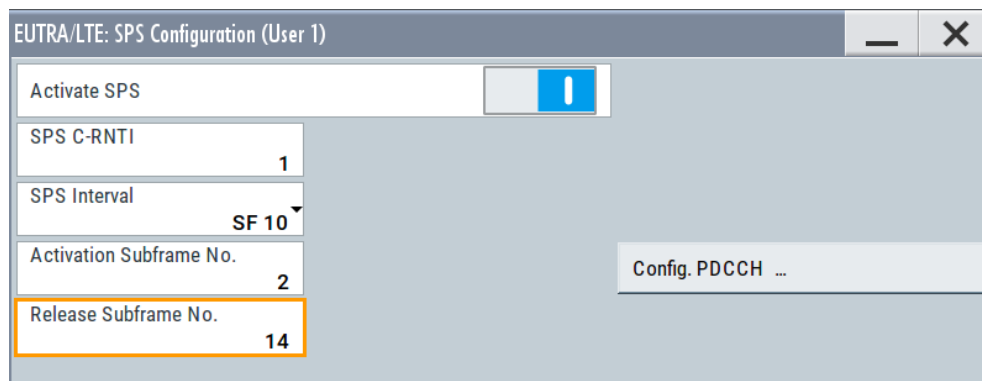 EUTRA/LTE: SPS Configuration (User 1)
Activate SPS
SPS C-RNTI
1
SPS Interval
SF 10
Activation Subframe No.
2
Config. PDCCH ...
Release Subframe No.
14